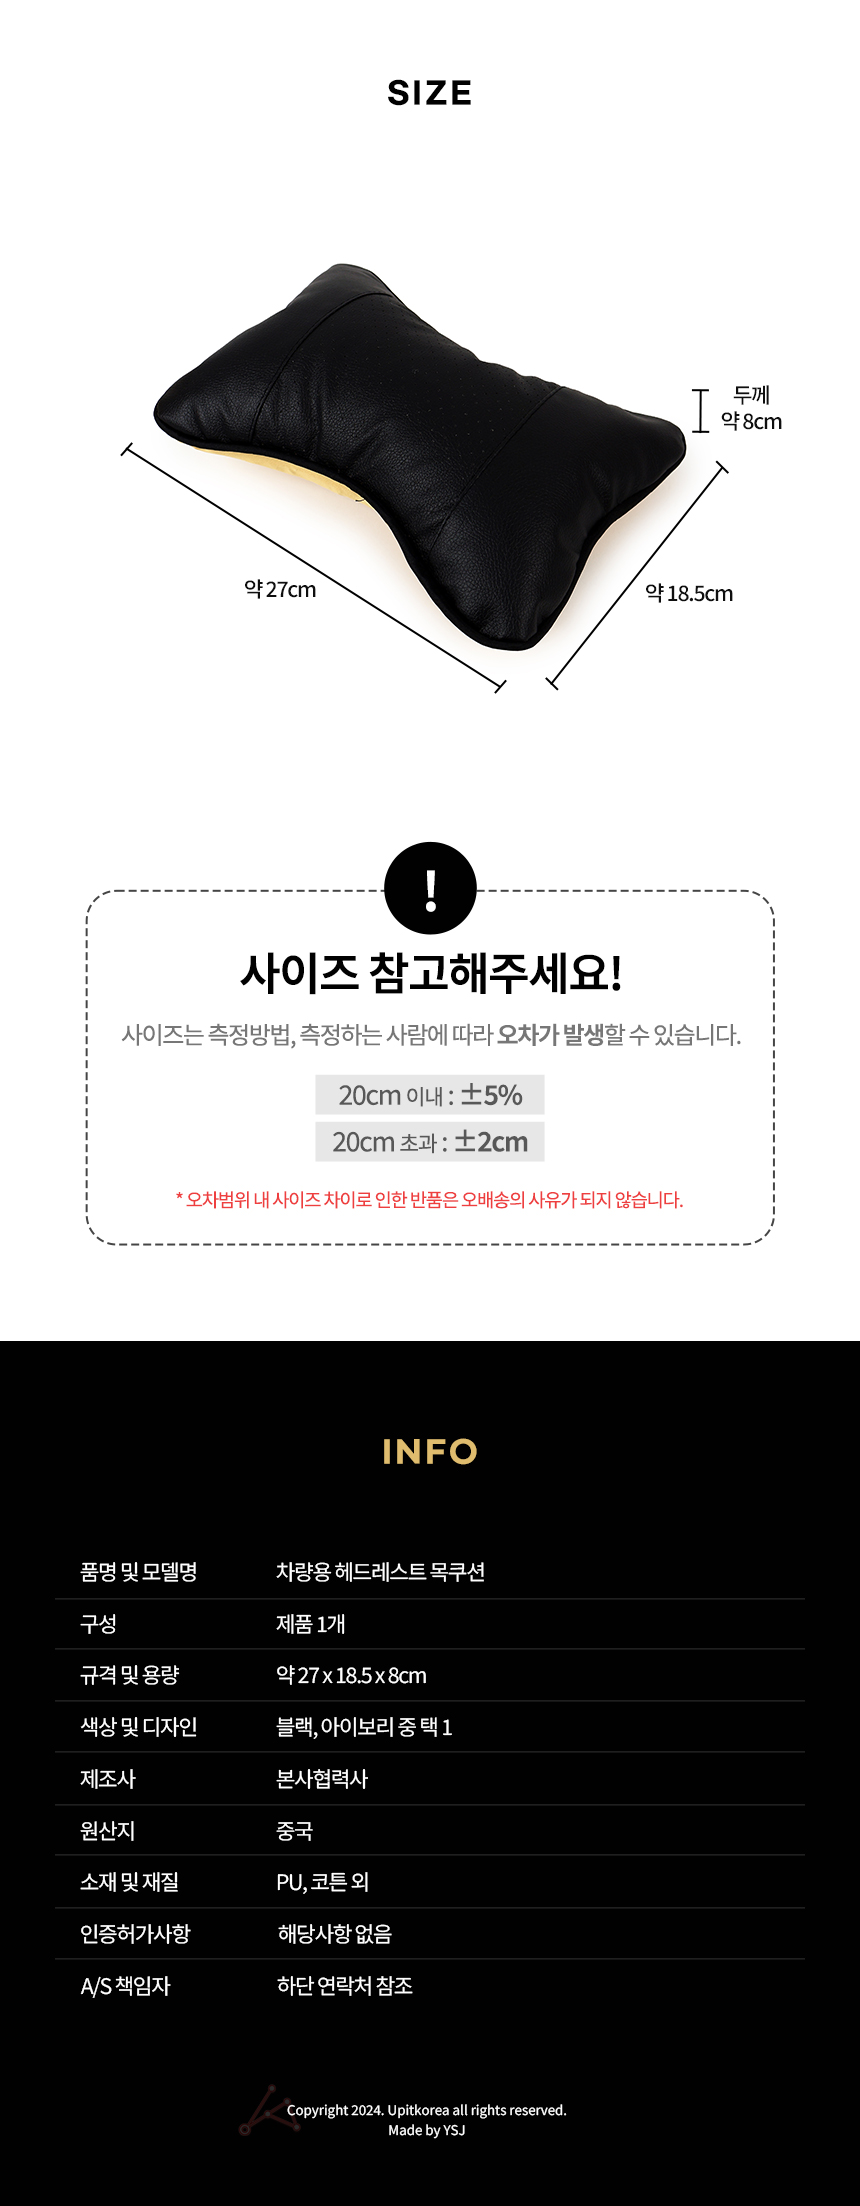 SIZE
두께
약 8cm
약 27cm
약 18.5cm
!
사이즈 참고해주세요!
사이즈는 측정방법, 측정하는 사람에 따라 오차가 발생할 수 있습니다.
20cm 이내 : ±5%
20cm 초과 : ±2cm
* 오차범위 내 사이즈 차이로 인한 반품은 오배송의 사유가 되지 않습니다.
INFO
품명 및 모델명 차량용 헤드레스트 목쿠션
구성 제품 1개
규격 및 용량 약 27 x 18.5 x 8cm
색상 및 디자인 블랙, 아이보리 중 택 1
제조사 본사협력사
원산지 중국
소재 및 재질 PU, 코튼 외
인증허가사항 해당사항 없음
A/S 책임자 하단 연락처 참조
Copyright 2024. Upitkorea all rights reserved.
Made by YSJ